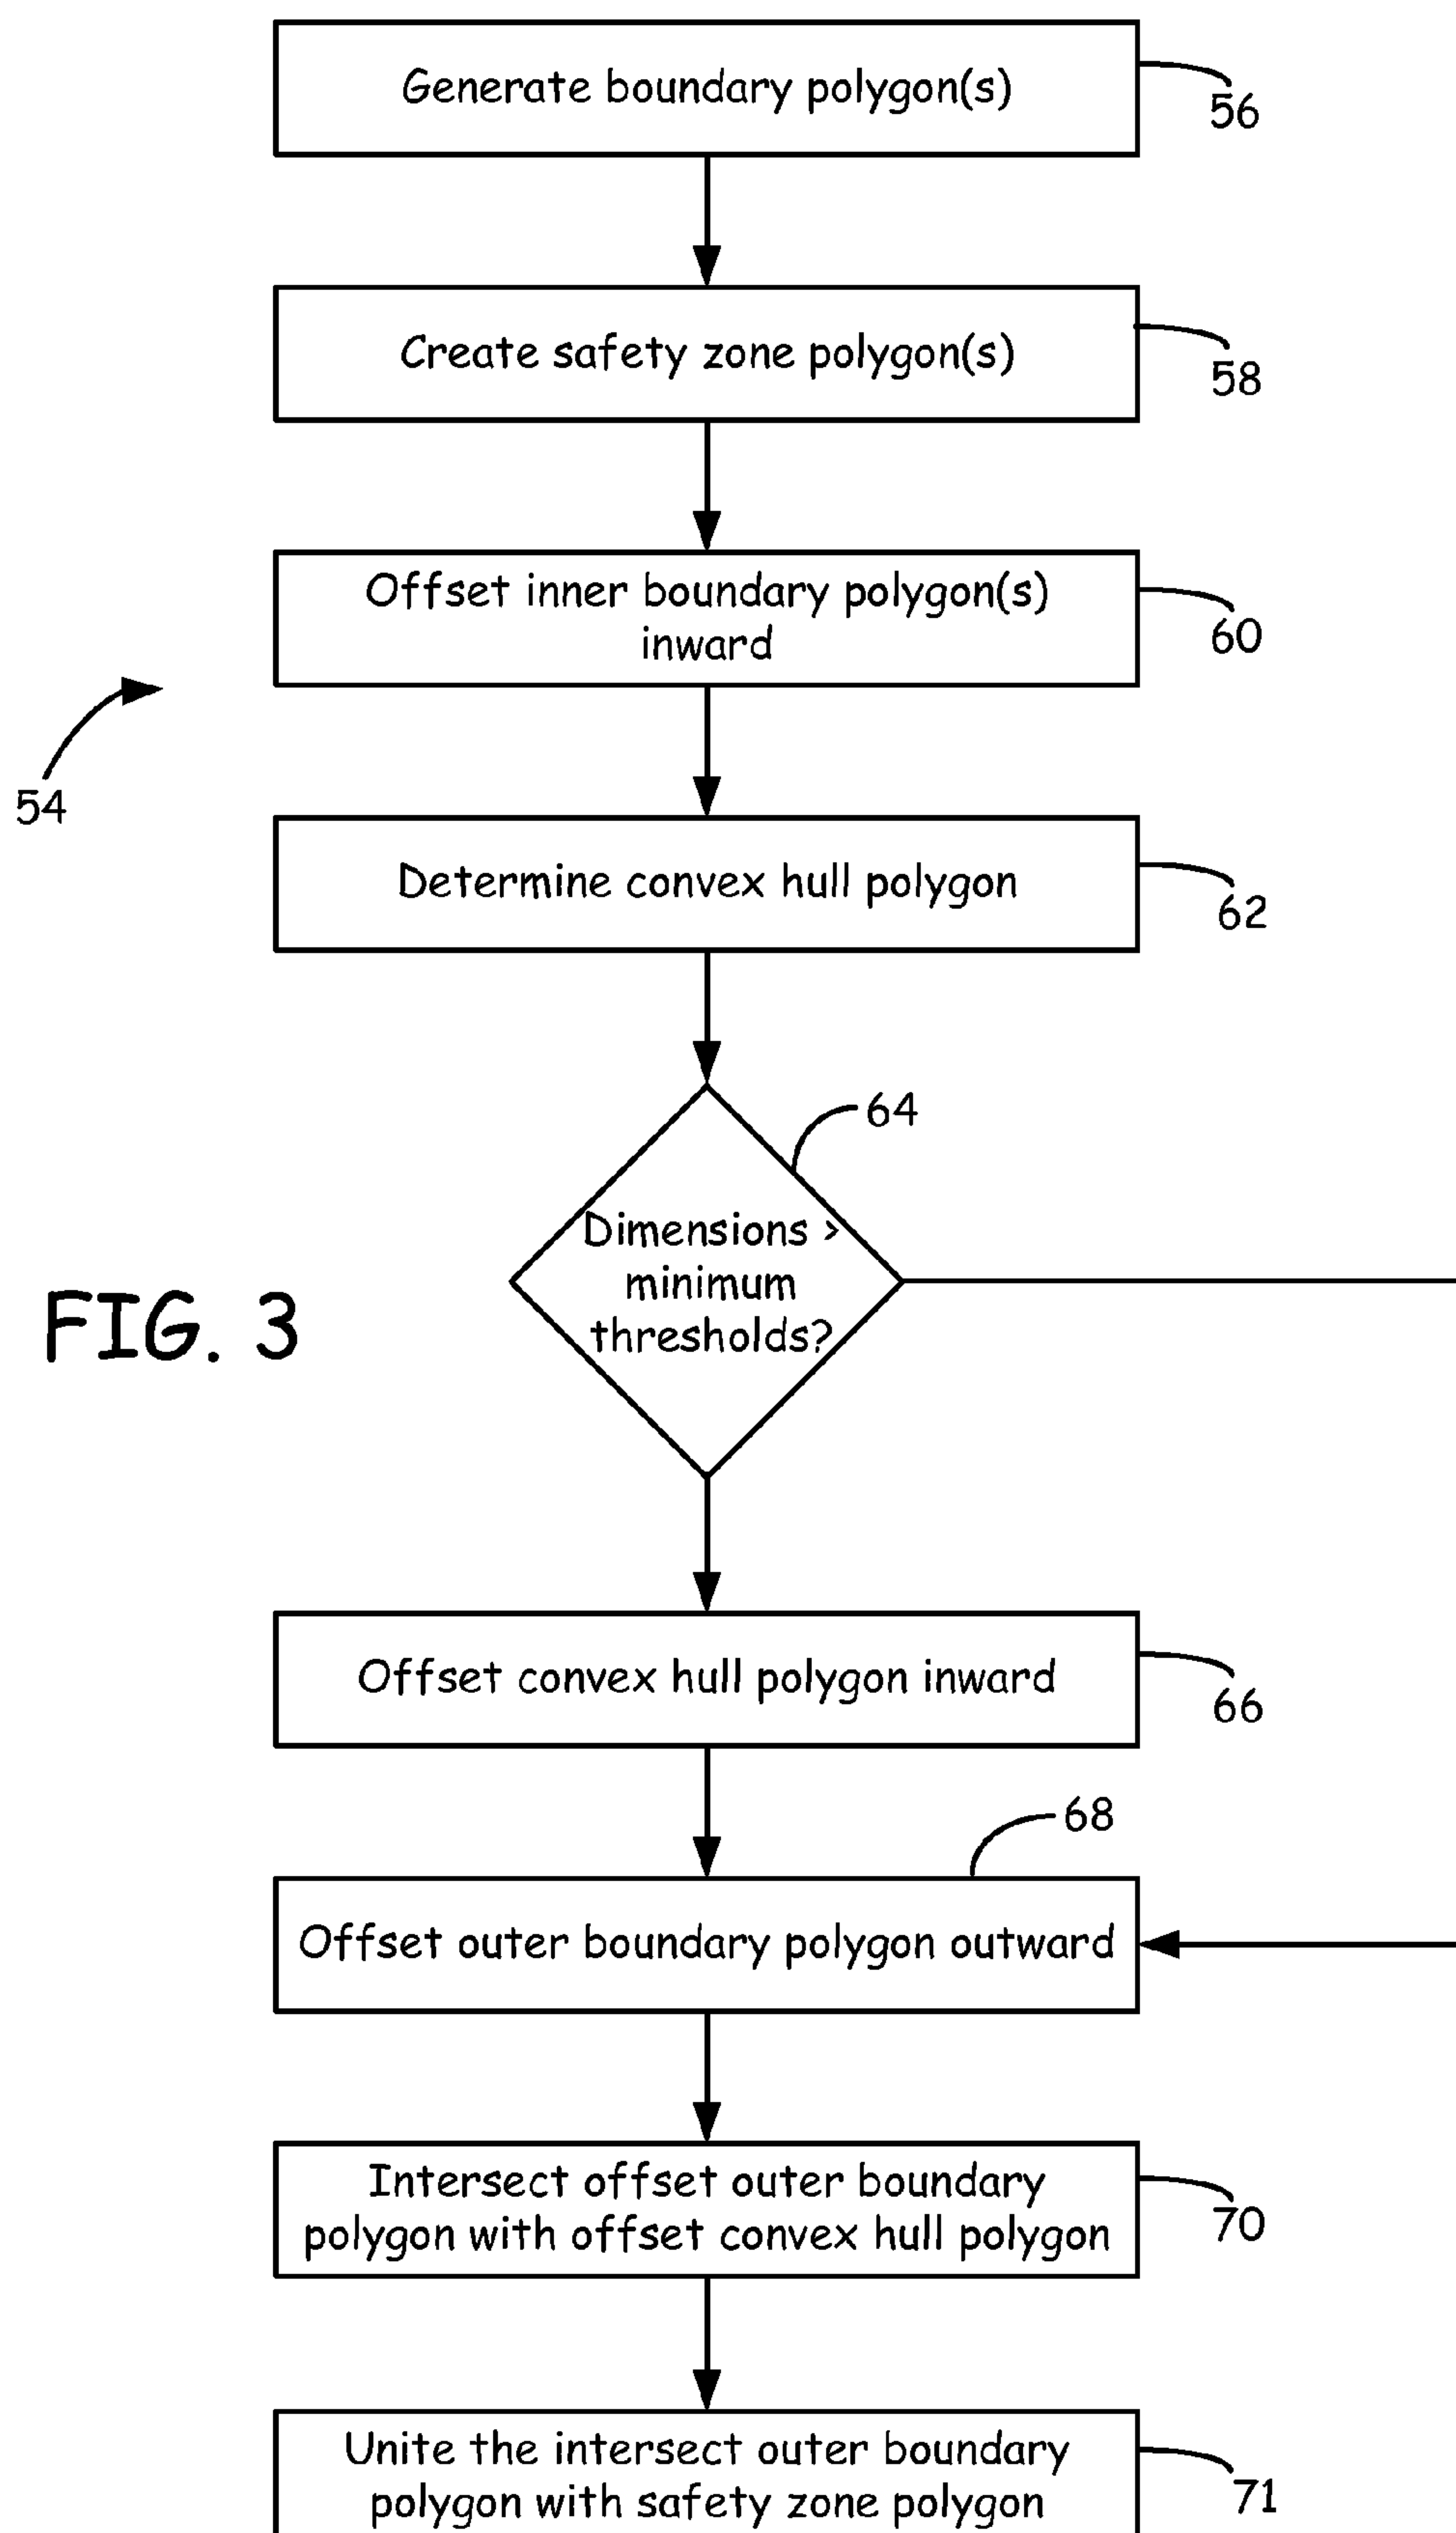 Generate boundary polygon(s)
56
Create safety zone polygon(s)
58
Offset inner boundary polygon(s)
inward
60
54
Determine convex hull polygon
62
64
Dimensions >
minimum
thresholds?
FIG. 3
Offset convex hull polygon inward
66
68
Offset outer boundary polygon outward
Intersect offset outer boundary
polygon with offset convex hull polygon
70
Unite the intersect outer boundary
polygon with safety zone polygon
71